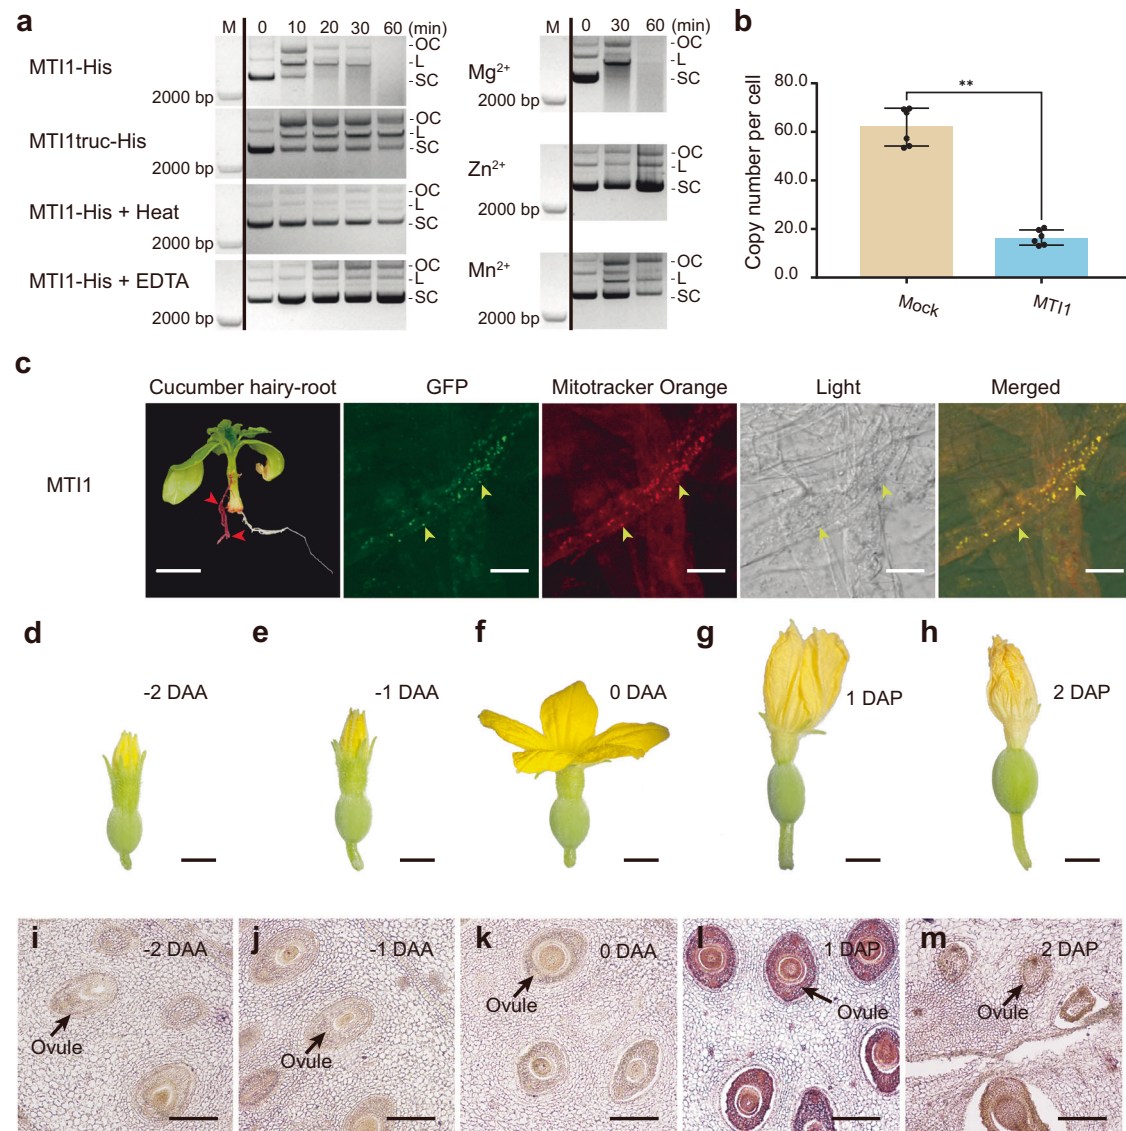 a
M 0 10 20 30 60 (min)
MTI1-His
OC
L
SC
2000 bp
MTI1truc-His
OC
L
SC
2000 bp
MTI1-His + Heat
OC
L
SC
2000 bp
MTI1-His + EDTA
OC
L
SC
2000 bp
M 0 30 60 (min)
Mg2+
OC
L
SC
2000 bp
Zn2+
OC
L
SC
2000 bp
Mn2+
OC
L
SC
2000 bp
b
Copy number per cell
80.0
60.0
40.0
20.0
0.0
**
Mock
MTI1
c
Cucumber hairy-root GFP Mitotracker Orange Light Merged
MTI1
d
-2 DAA
e
-1 DAA
f
0 DAA
g
1 DAP
h
2 DAP
i
-2 DAA
Ovule
j
-1 DAA
Ovule
k
0 DAA
Ovule
l
1 DAP
Ovule
m
2 DAP
Ovule